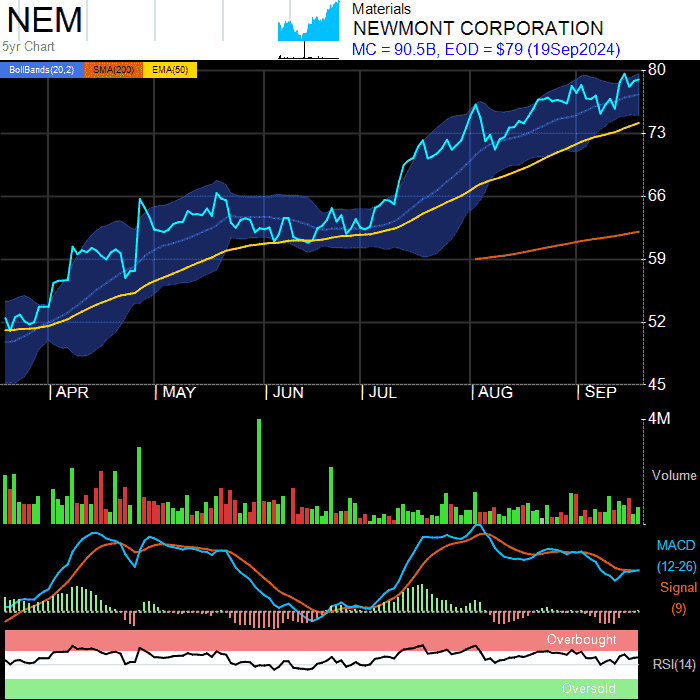 NEM
5yr Chart
Materials
NEWMONT CORPORATION
MC = 90.5B, EOD = $79 (19Sep2024)
BollBands(20,2) SMA(200) EMA(50)
80
73
66
59
52
45
APR MAY JUN JUL AUG SEP
4M
Volume
MACD
(12-26)
Signal
(9)
Overbought
RSI(14)
Oversold